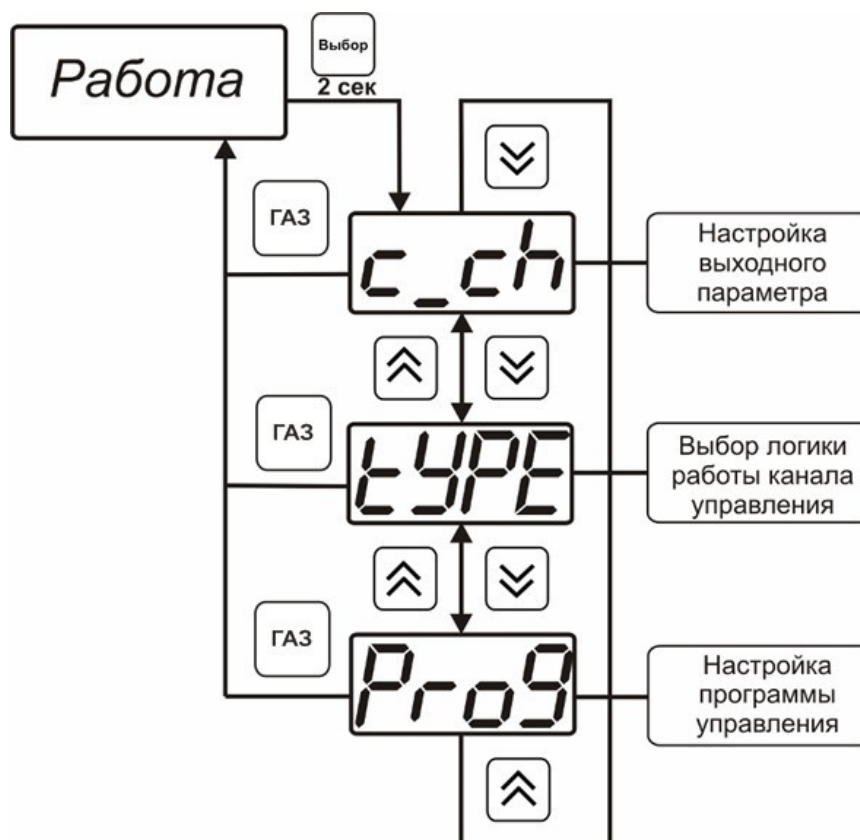 Работа
Выбор
2 сек
ГАЗ
c_ch
Настройка
выходного
параметра
ГАЗ
tYPE
Выбор логики
работы канала
управления
ГАЗ
Prog
Настройка
программы
управления